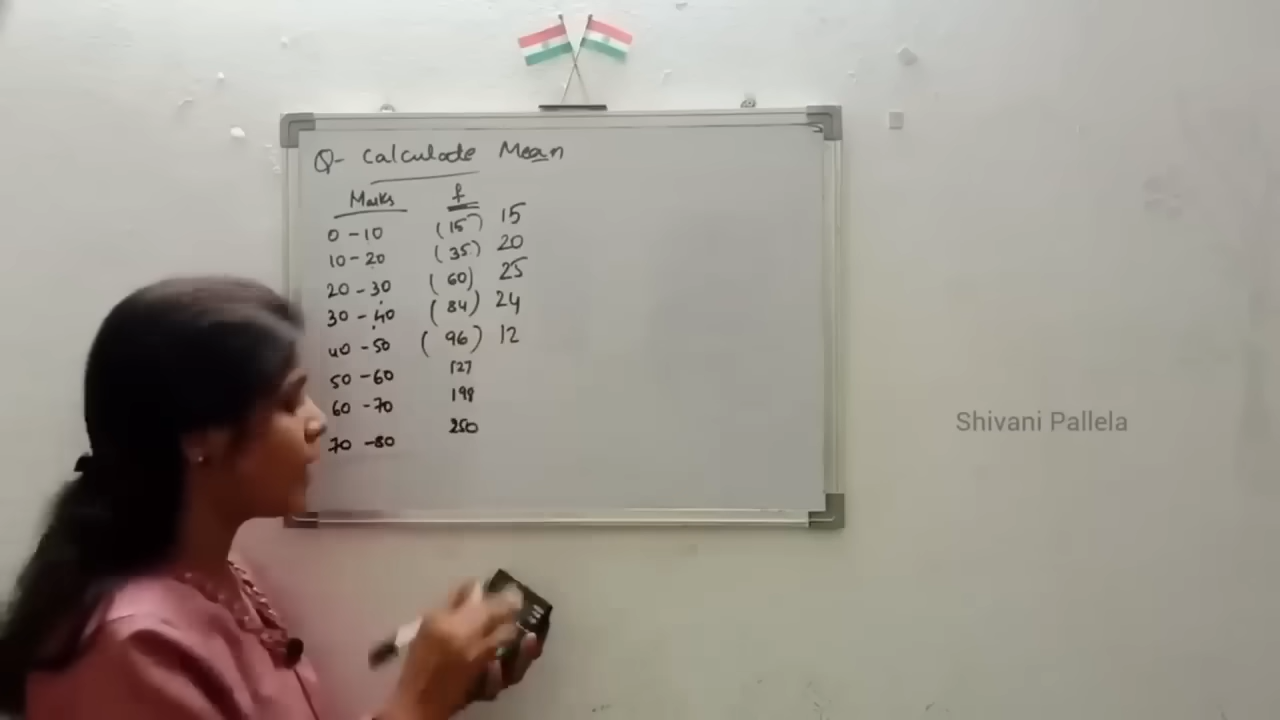 Q- Calculate Mean
Marks f
0 - 10 (15) 15
10 - 20 (35) 20
20 - 30 (60) 25
30 - 40 (84) 24
40 - 50 (96) 12
50 - 60 127
60 - 70 198
70 - 80 250
Shivani Pallela